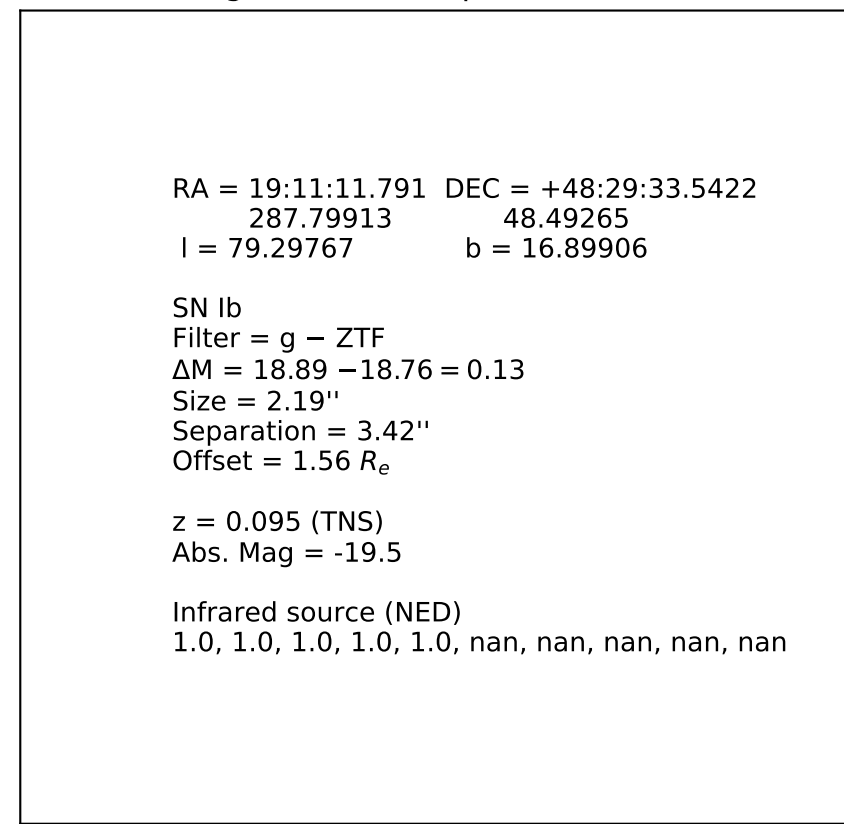 RA = 19:11:11.791  DEC = +48:29:33.5422
287.79913  48.49265
l = 79.29767  b = 16.89906
SN Ib
Filter = g − ZTF
ΔM = 18.89 −18.76 = 0.13
Size = 2.19''
Separation = 3.42''
Offset = 1.56 Re
z = 0.095 (TNS)
Abs. Mag = -19.5
Infrared source (NED)
1.0, 1.0, 1.0, 1.0, 1.0, nan, nan, nan, nan, nan